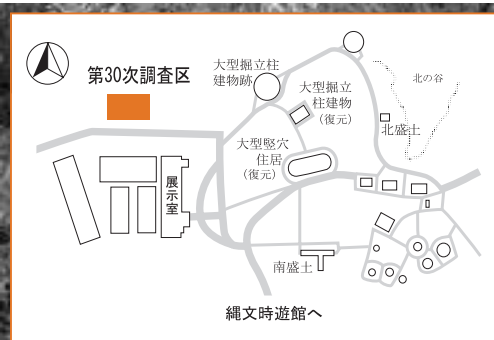 第30次調査区
大型掘立柱
建物跡
大型掘立
柱建物
（復元）
北の谷
北盛土
大型竪穴
住居
（復元）
展示室
南盛土
縄文時遊館へ